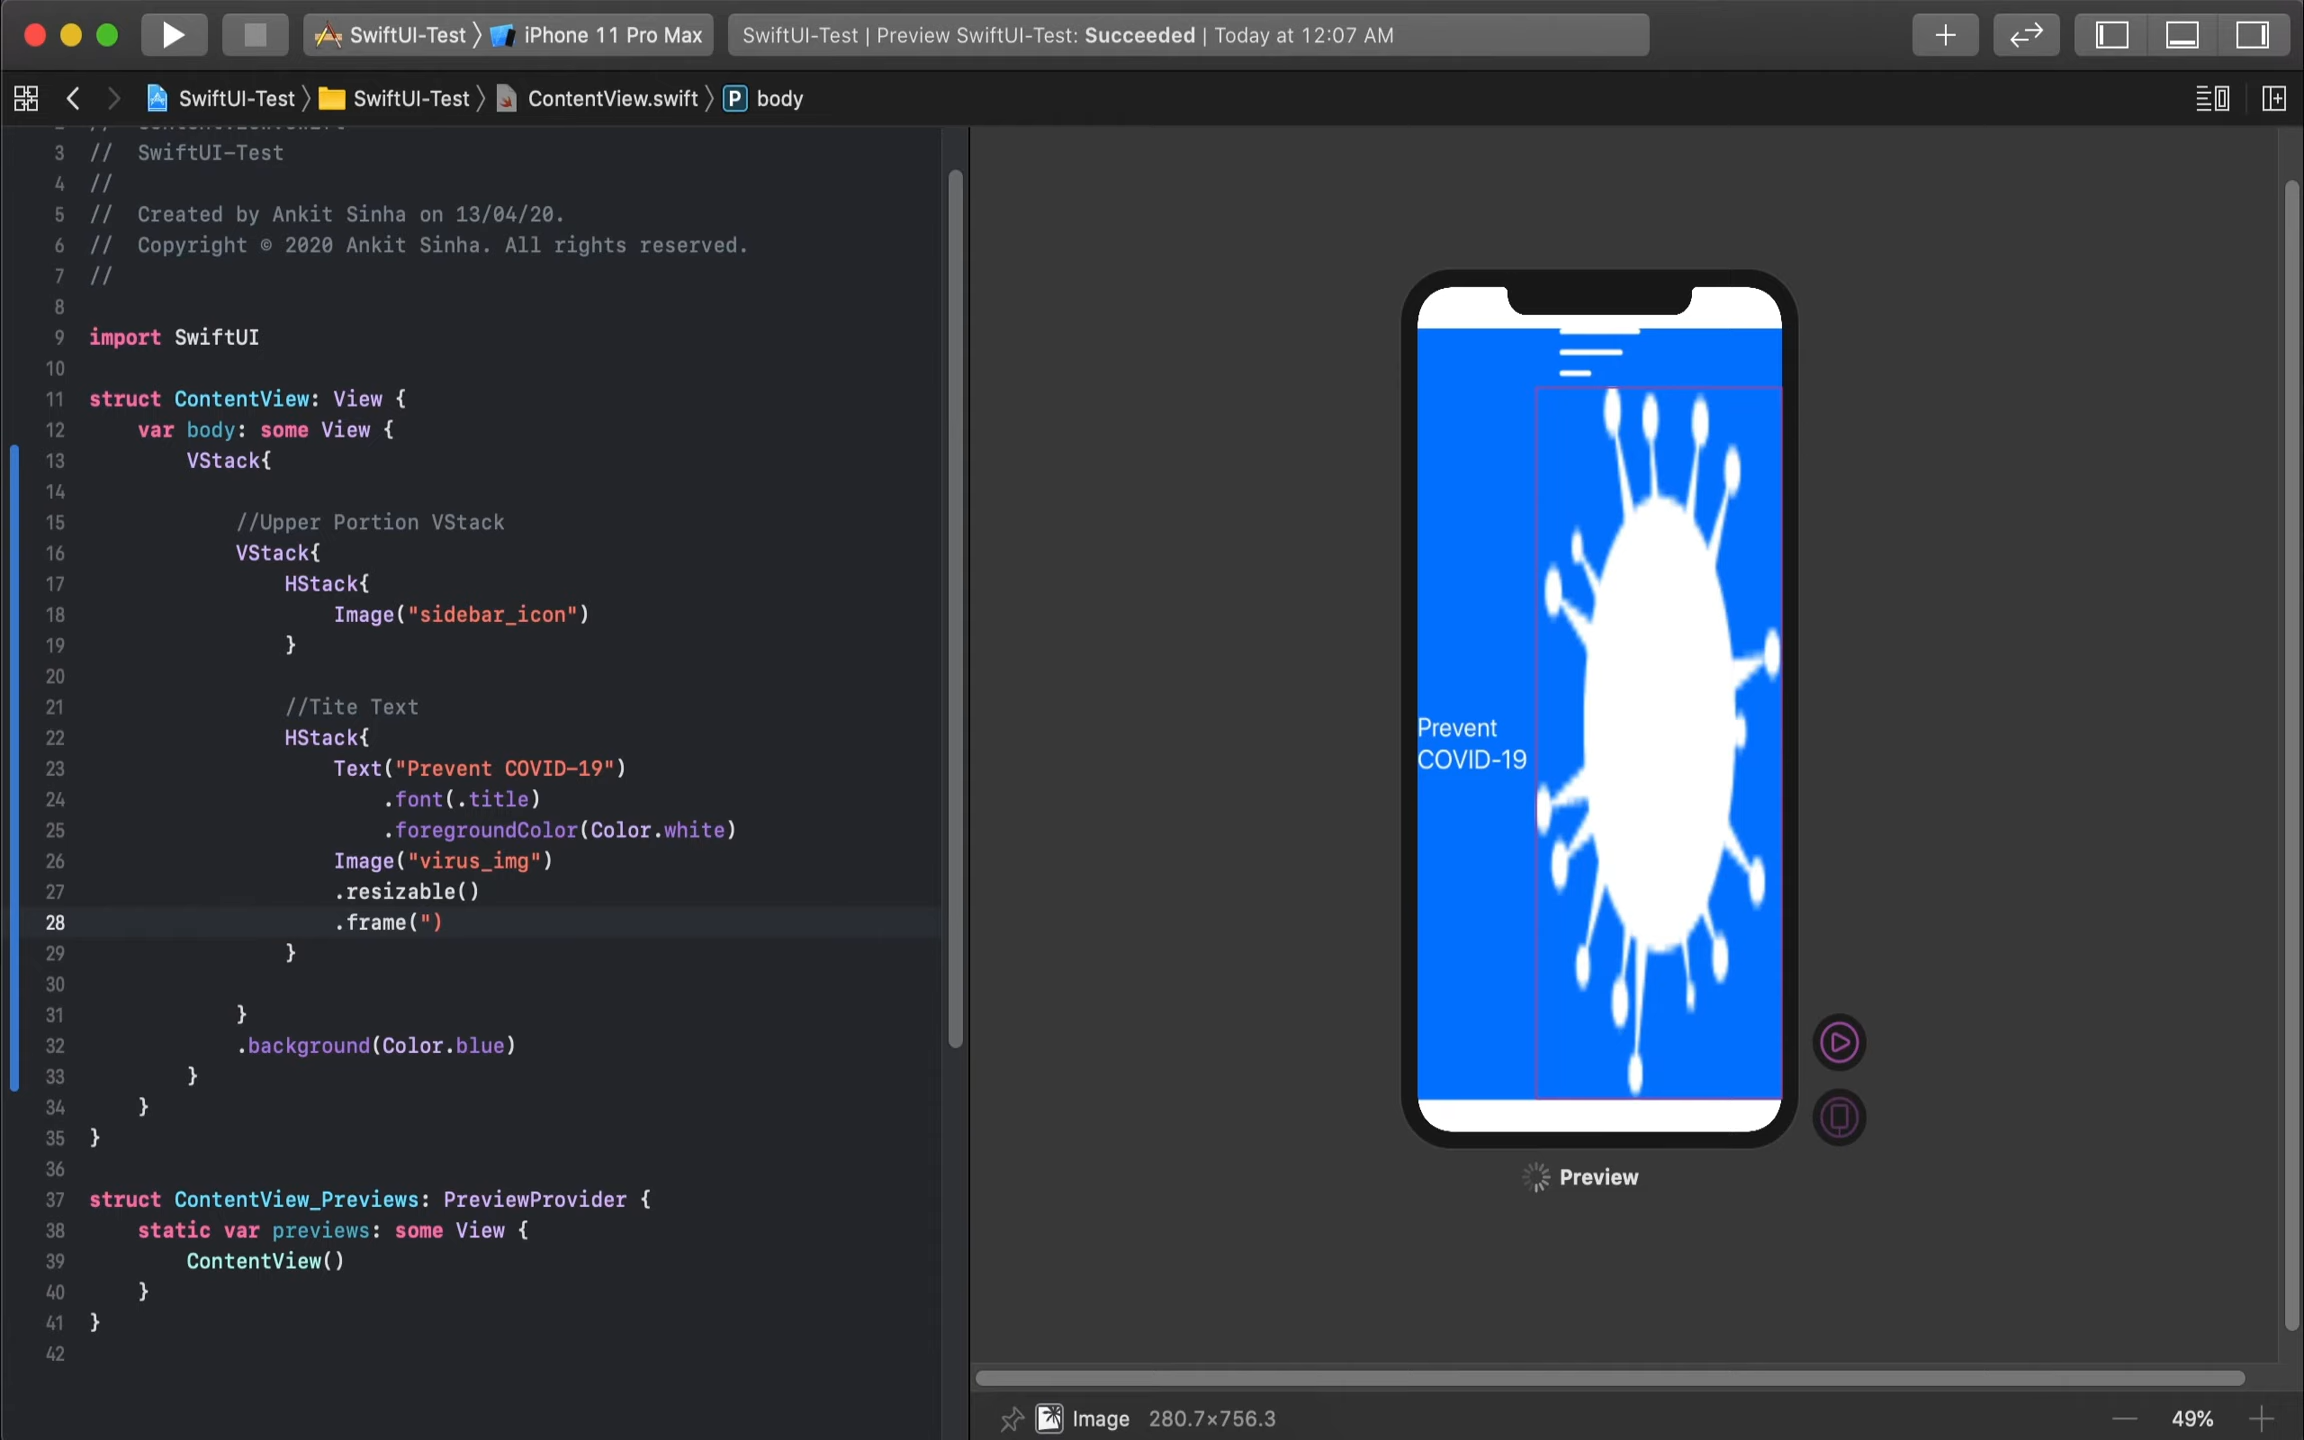 SwiftUI-Test 〉 iPhone 11 Pro Max
SwiftUI-Test | Preview SwiftUI-Test: Succeeded | Today at 12:07 AM
SwiftUI-Test 〉 SwiftUI-Test 〉 ContentView.swift 〉 P body
3 //  SwiftUI-Test
4 //
5 //  Created by Ankit Sinha on 13/04/20.
6 //  Copyright © 2020 Ankit Sinha. All rights reserved.
7 //
8
9 import SwiftUI
10
11 struct ContentView: View {
12     var body: some View {
13         VStack{
14
15             //Upper Portion VStack
16             VStack{
17                 HStack{
18                     Image("sidebar_icon")
19                 }
20
21                 //Tite Text
22                 HStack{
23                     Text("Prevent COVID-19")
24                         .font(.title)
25                         .foregroundColor(Color.white)
26                     Image("virus_img")
27                     .resizable()
28                     .frame(")
29                 }
30
31             }
32             .background(Color.blue)
33         }
34     }
35 }
36
37 struct ContentView_Previews: PreviewProvider {
38     static var previews: some View {
39         ContentView()
40     }
41 }
42
Prevent
COVID-19
Preview
Image 280.7×756.3
49%